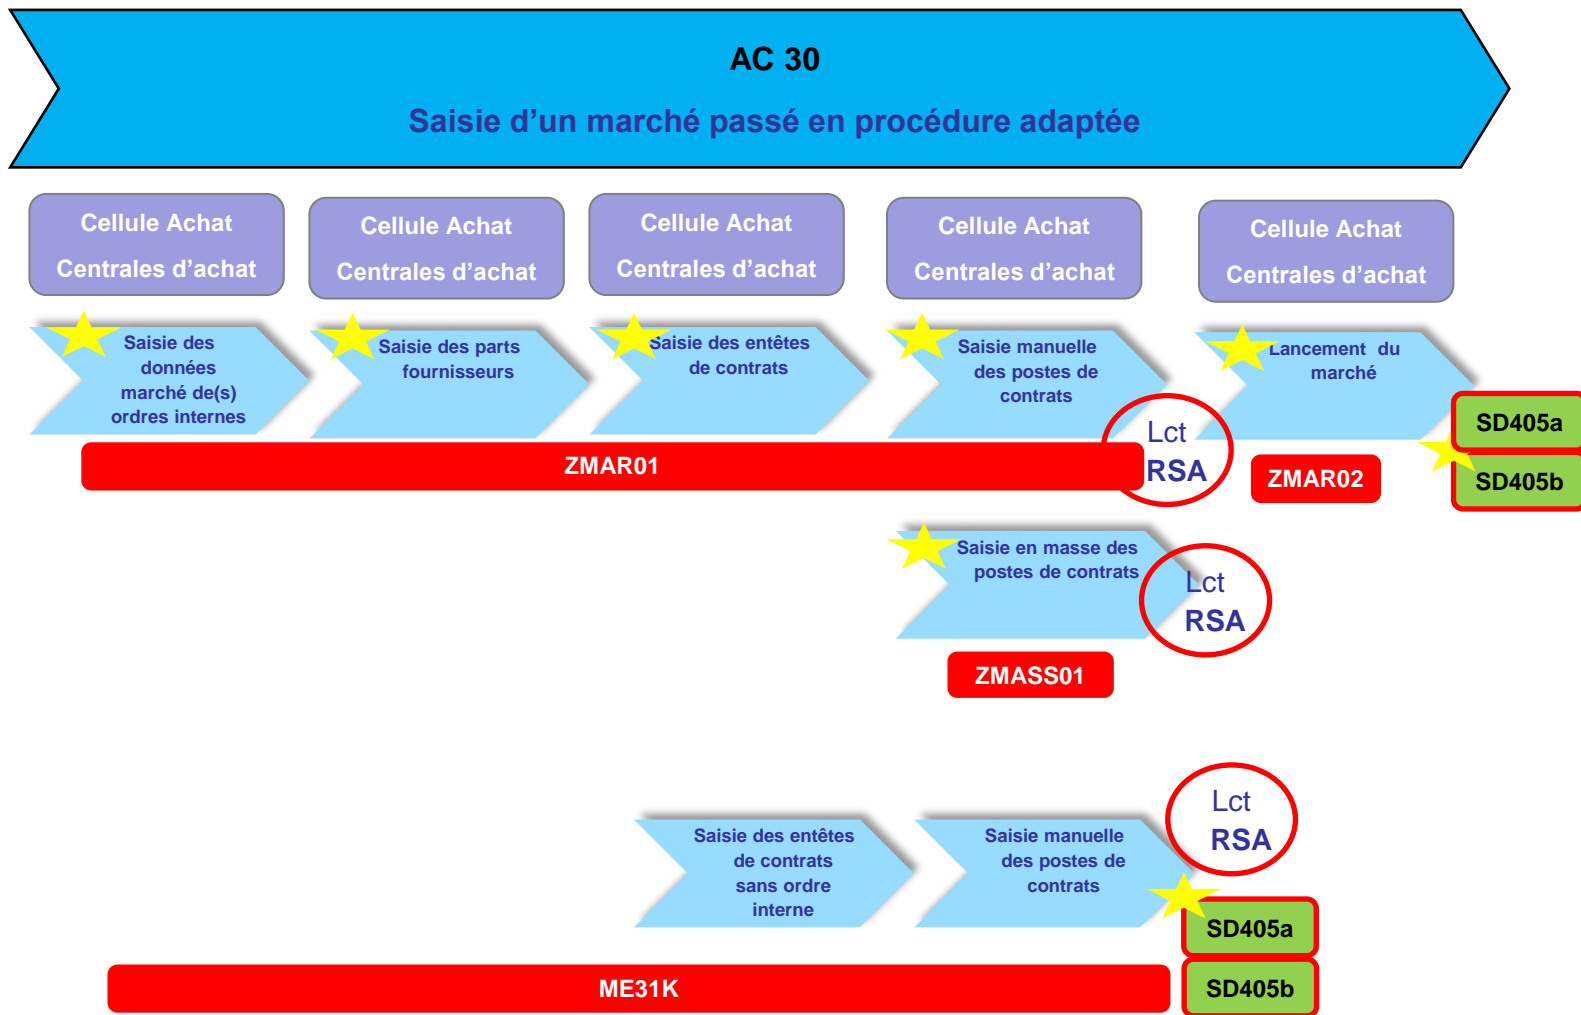 AC 30
Saisie d’un marché passé en procédure adaptée
Cellule Achat
Centrales d’achat
Cellule Achat
Centrales d’achat
Cellule Achat
Centrales d’achat
Cellule Achat
Centrales d’achat
Cellule Achat
Centrales d’achat
Saisie des
données
marché de(s)
ordres internes
Saisie des parts
fournisseurs
Saisie des entêtes
de contrats
Saisie manuelle
des postes de
contrats
Lancement du
marché
Lct
RSA
SD405a
SD405b
ZMAR01
ZMAR02
Saisie en masse des
postes de contrats
Lct
RSA
ZMASS01
Saisie des entêtes
de contrats
sans ordre
interne
Saisie manuelle
des postes de
contrats
Lct
RSA
SD405a
SD405b
ME31K